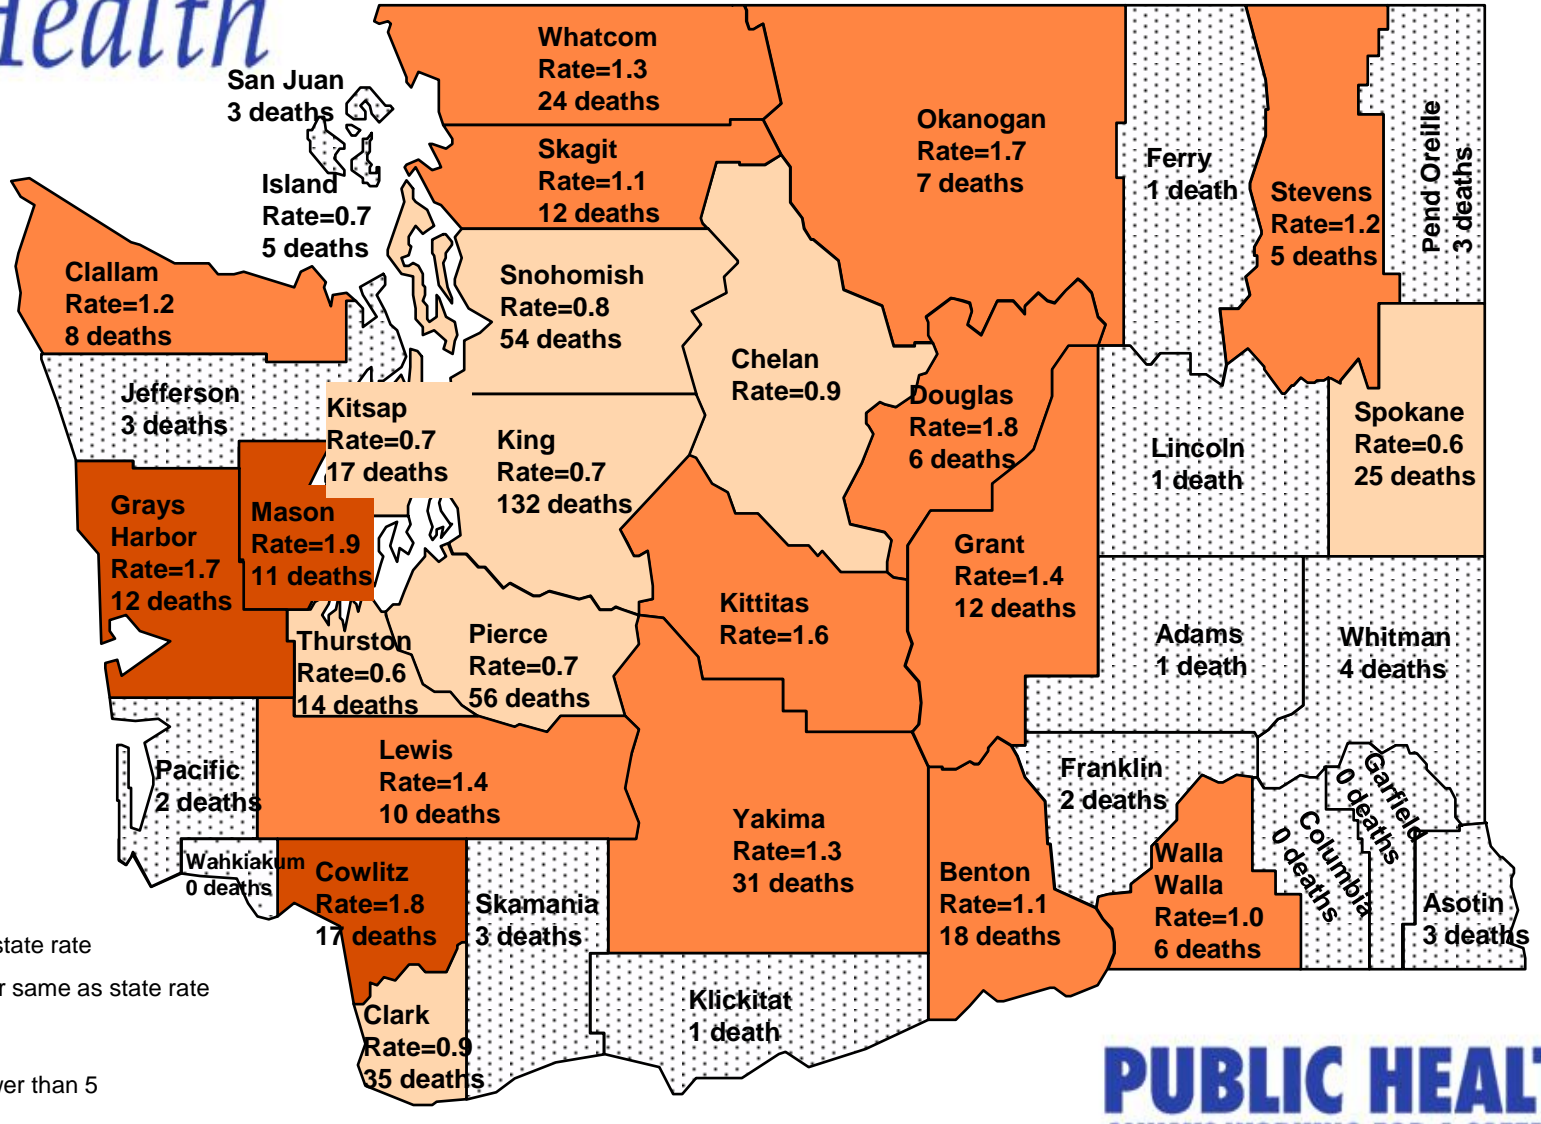 Health
Whatcom
Rate=1.3
24 deaths
San Juan
3 deaths
Okanogan
Rate=1.7
7 deaths
Skagit
Rate=1.1
12 deaths
Ferry
1 death
Pend Oreille
3 deaths
Island
Rate=0.7
5 deaths
Stevens
Rate=1.2
5 deaths
Clallam
Rate=1.2
8 deaths
Snohomish
Rate=0.8
54 deaths
Chelan
Rate=0.9
Jefferson
3 deaths
Kitsap
Rate=0.7
17 deaths
King
Rate=0.7
132 deaths
Douglas
Rate=1.8
6 deaths
Lincoln
1 death
Spokane
Rate=0.6
25 deaths
Grays
Harbor
Rate=1.7
12 deaths
Mason
Rate=1.9
11 deaths
Grant
Rate=1.4
12 deaths
Kittitas
Rate=1.6
Thurston
Rate=0.6
14 deaths
Pierce
Rate=0.7
56 deaths
Adams
1 death
Whitman
4 deaths
Lewis
Rate=1.4
10 deaths
Pacific
2 deaths
Franklin
2 deaths
Garfield
0 deaths
Yakima
Rate=1.3
31 deaths
Columbia
0 deaths
Wahkiakum
0 deaths
Cowlitz
Rate=1.8
17 deaths
Skamania
3 deaths
Benton
Rate=1.1
18 deaths
Walla
Walla
Rate=1.0
6 deaths
Asotin
3 deaths
state rate
r same as state rate
Klickitat
1 death
Clark
Rate=0.9
35 deaths
wer than 5
PUBLIC HEALT